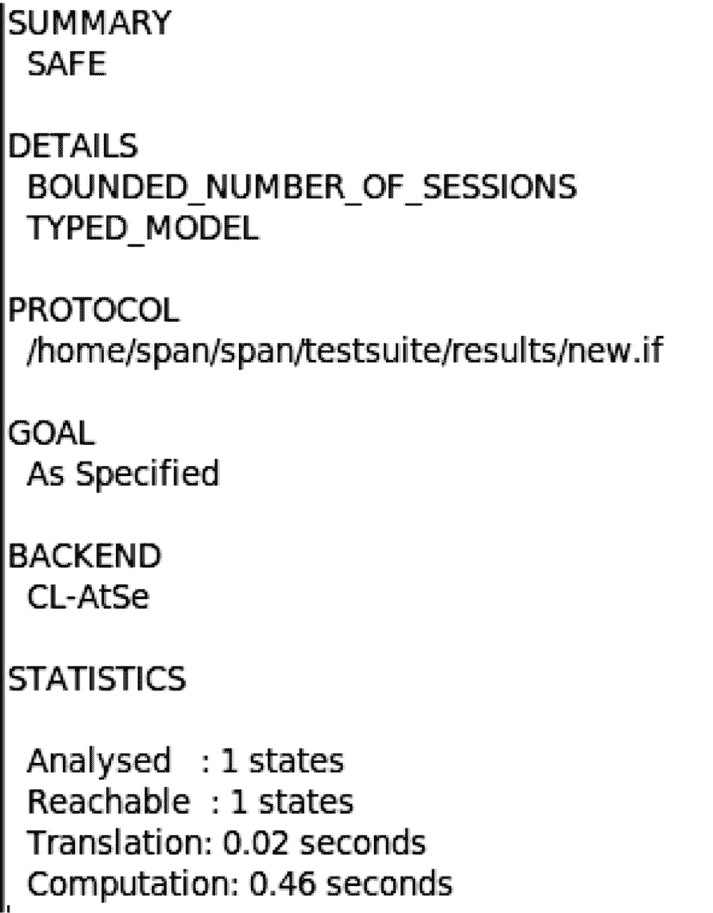 SUMMARY
SAFE
DETAILS
BOUNDED_NUMBER_OF_SESSIONS
TYPED_MODEL
PROTOCOL
/home/span/span/testsuite/results/new.if
GOAL
As Specified
BACKEND
CL-AtSe
STATISTICS
Analysed : 1 states
Reachable : 1 states
Translation: 0.02 seconds
Computation: 0.46 seconds